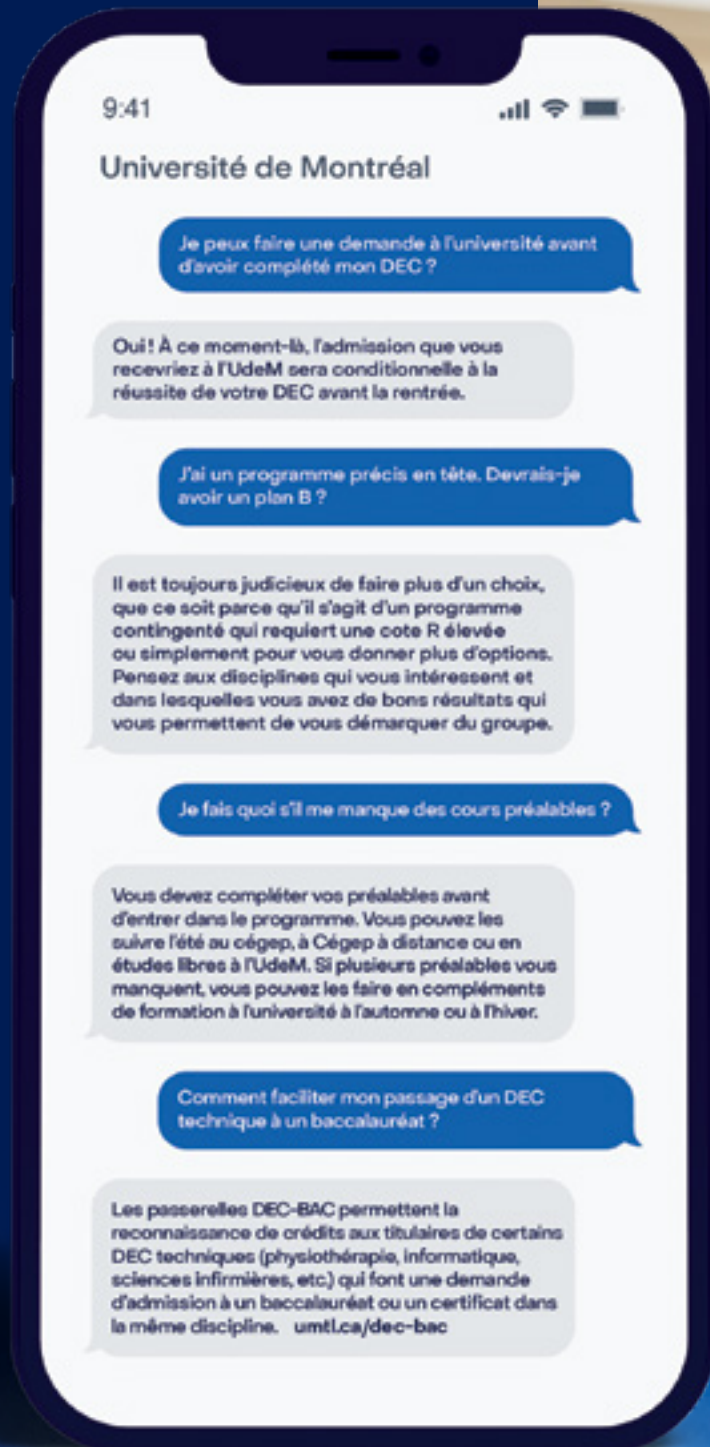 9:41
Université de Montréal
Je peux faire une demande à l'université avant
d'avoir complété mon DEC ?
Oui ! À ce moment-là, l'admission que vous
recevriez à l'UdeM sera conditionnelle à la
réussite de votre DEC avant la rentrée.
J'ai un programme précis en tête. Devrais-je
avoir un plan B ?
Il est toujours judicieux de faire plus d'un choix,
que ce soit parce qu'il s'agit d'un programme
contingenté qui requiert une cote R élevée
ou simplement pour vous donner plus d'options.
Pensez aux disciplines qui vous intéressent et
dans lesquelles vous avez de bons résultats qui
vous permettent de vous démarquer du groupe.
Je fais quoi s'il me manque des cours préalables ?
Vous devez compléter vos préalables avant
d'entrer dans le programme. Vous pouvez les
suivre l'été au cégep, à Cégep à distance ou en
études libres à l'UdeM. Si plusieurs préalables vous
manquent, vous pouvez les faire en compléments
de formation à l'université à l'automne ou à l'hiver.
Comment faciliter mon passage d'un DEC
technique à un baccalauréat ?
Les passerelles DEC-BAC permettent la
reconnaissance de crédits aux titulaires de certains
DEC techniques (physiothérapie, informatique,
sciences infirmières, etc.) qui font une demande
d'admission à un baccalauréat ou un certificat dans
la même discipline. umtl.ca/dec-bac